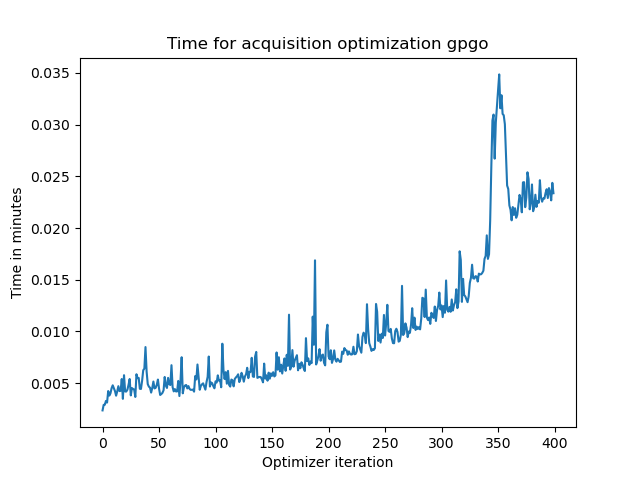 Time for acquisition optimization gpgo
0.035
0.030
0.025
0.020
0.015
0.010
0.005
Time in minutes
0 50 100 150 200 250 300 350 400
Optimizer iteration